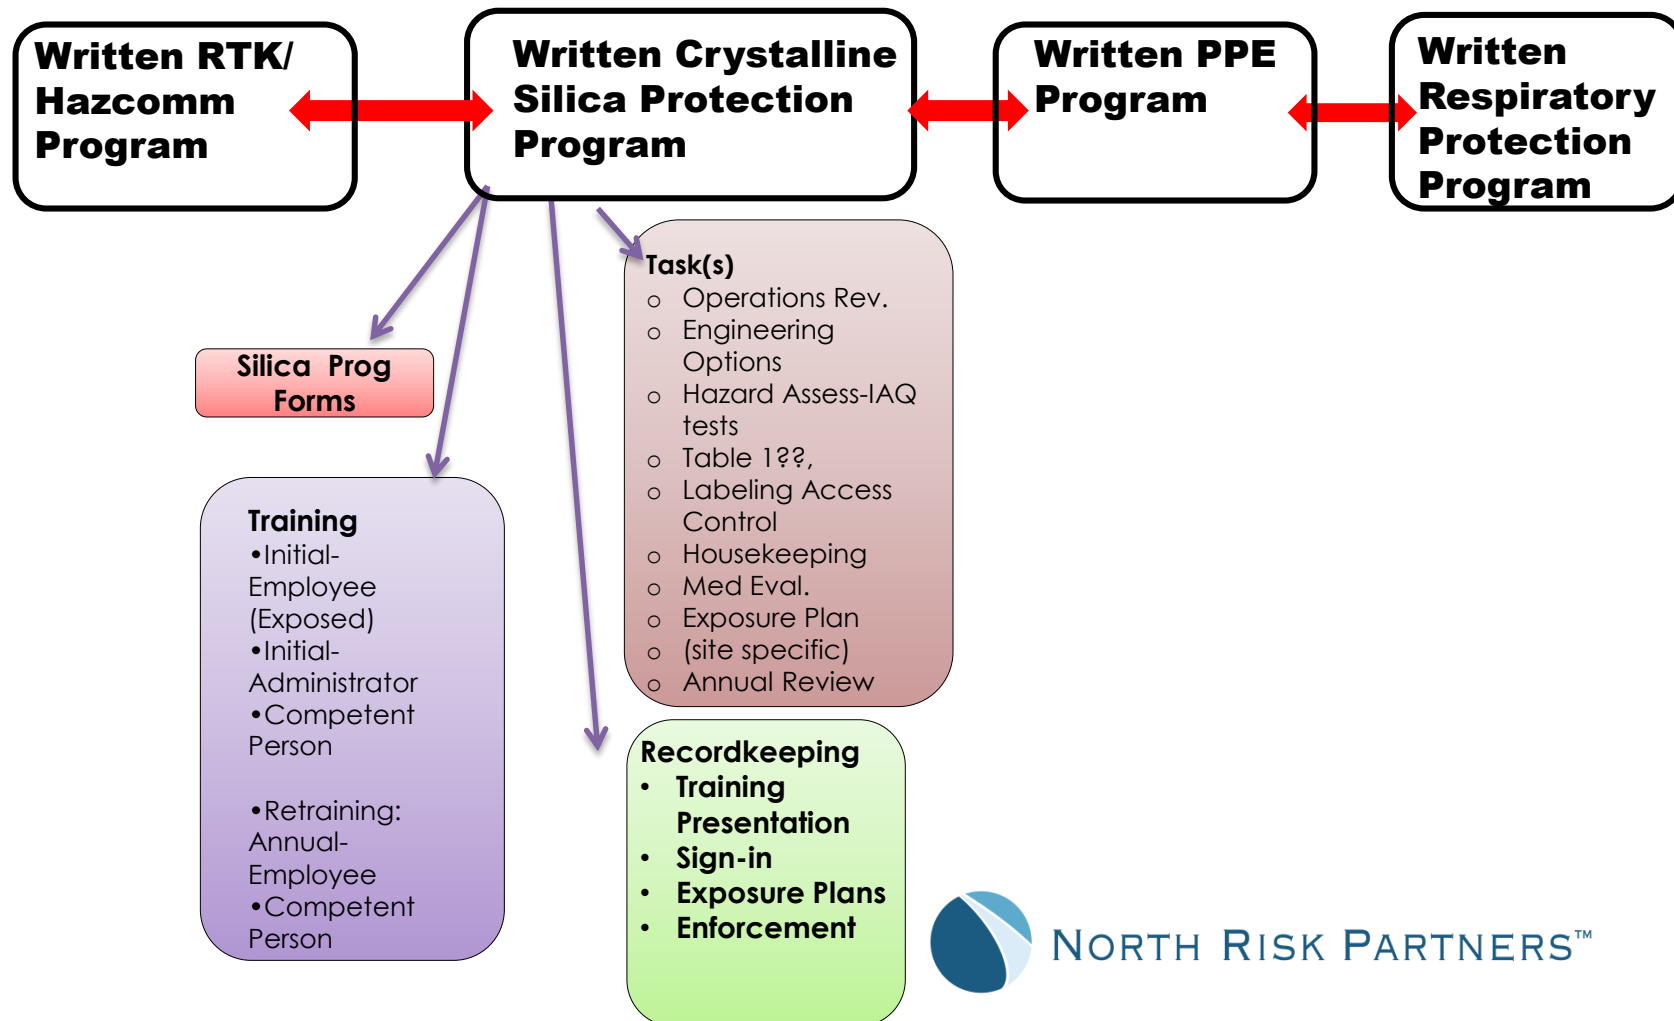 Written RTK/
Hazcomm
Program
Written Crystalline
Silica Protection
Program
Written PPE
Program
Written
Respiratory
Protection
Program
Silica Prog
Forms
Training
•Initial-
Employee
(Exposed)
•Initial-
Administrator
•Competent
Person
•Retraining:
Annual-
Employee
•Competent
Person
Task(s)
o Operations Rev.
o Engineering
Options
o Hazard Assess-IAQ
tests
o Table 1??,
o Labeling Access
Control
o Housekeeping
o Med Eval.
o Exposure Plan
o (site specific)
o Annual Review
Recordkeeping
• Training
Presentation
• Sign-in
• Exposure Plans
• Enforcement
NORTH RISK PARTNERS™